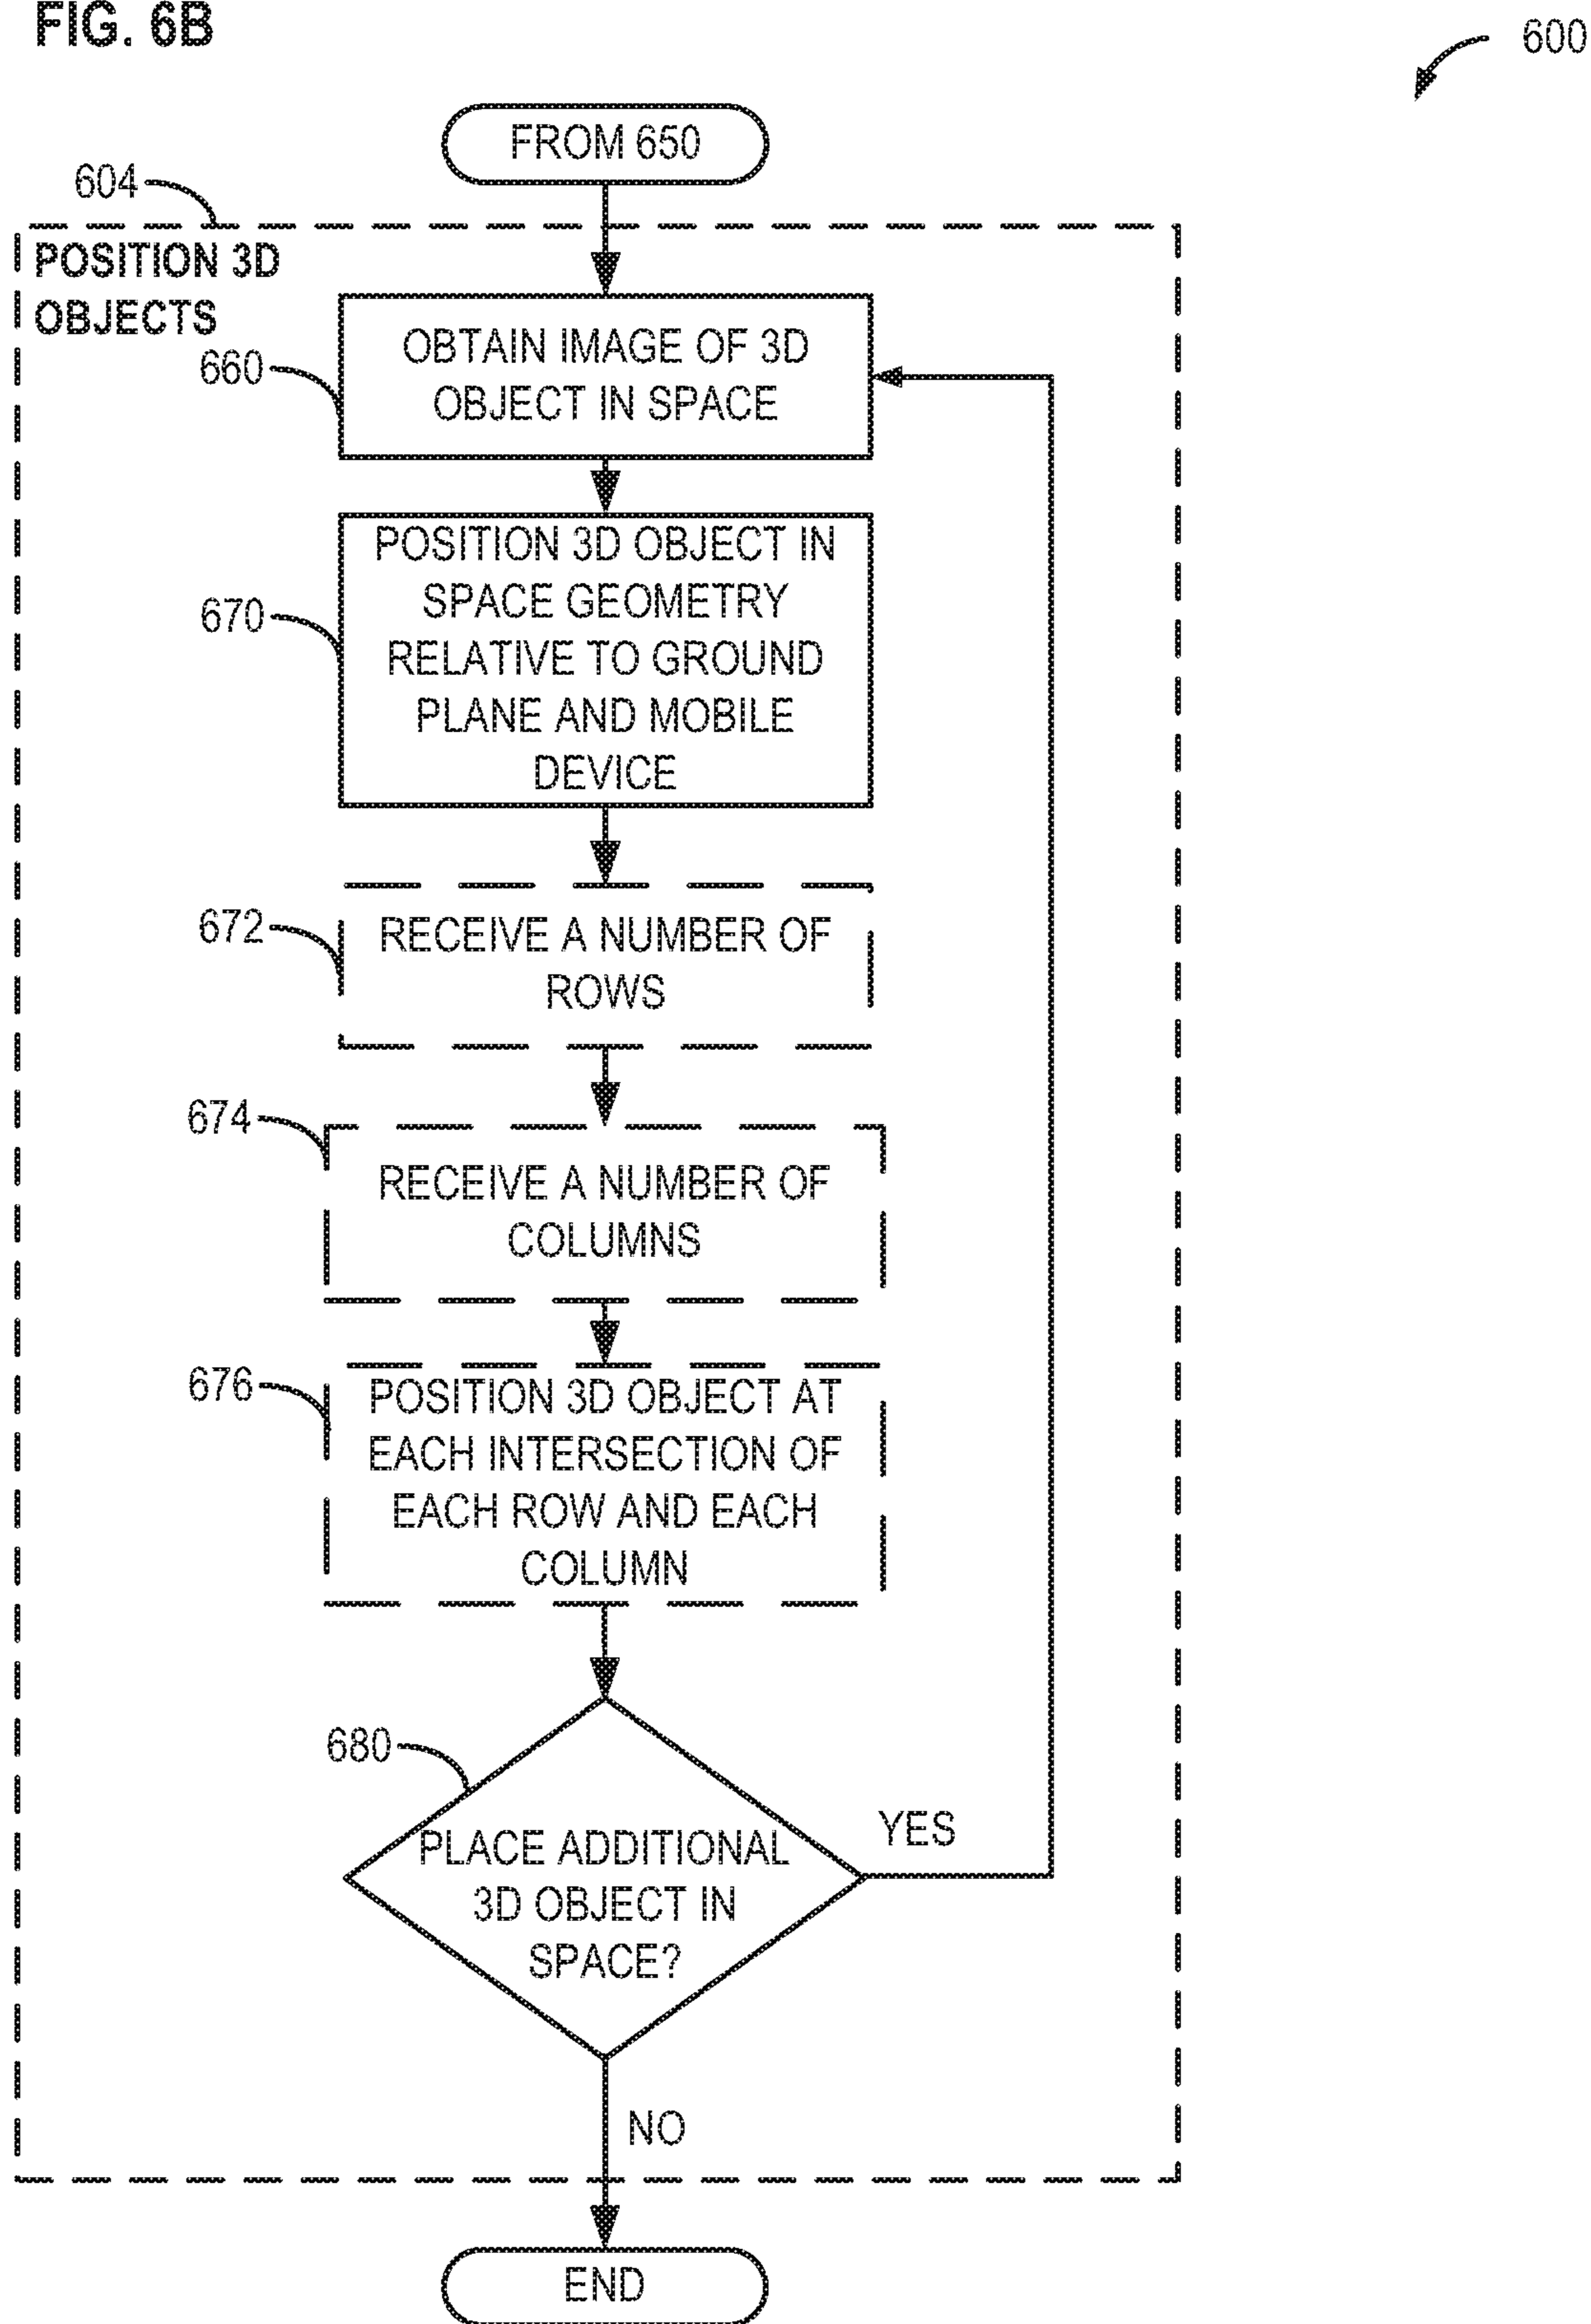 FIG. 6B
600
FROM 650
604
POSITION 3D
OBJECTS
660
OBTAIN IMAGE OF 3D
OBJECT IN SPACE
670
POSITION 3D OBJECT IN
SPACE GEOMETRY
RELATIVE TO GROUND
PLANE AND MOBILE
DEVICE
672
RECEIVE A NUMBER OF
ROWS
674
RECEIVE A NUMBER OF
COLUMNS
676
POSITION 3D OBJECT AT
EACH INTERSECTION OF
EACH ROW AND EACH
COLUMN
680
PLACE ADDITIONAL
3D OBJECT IN
SPACE?
YES
NO
END